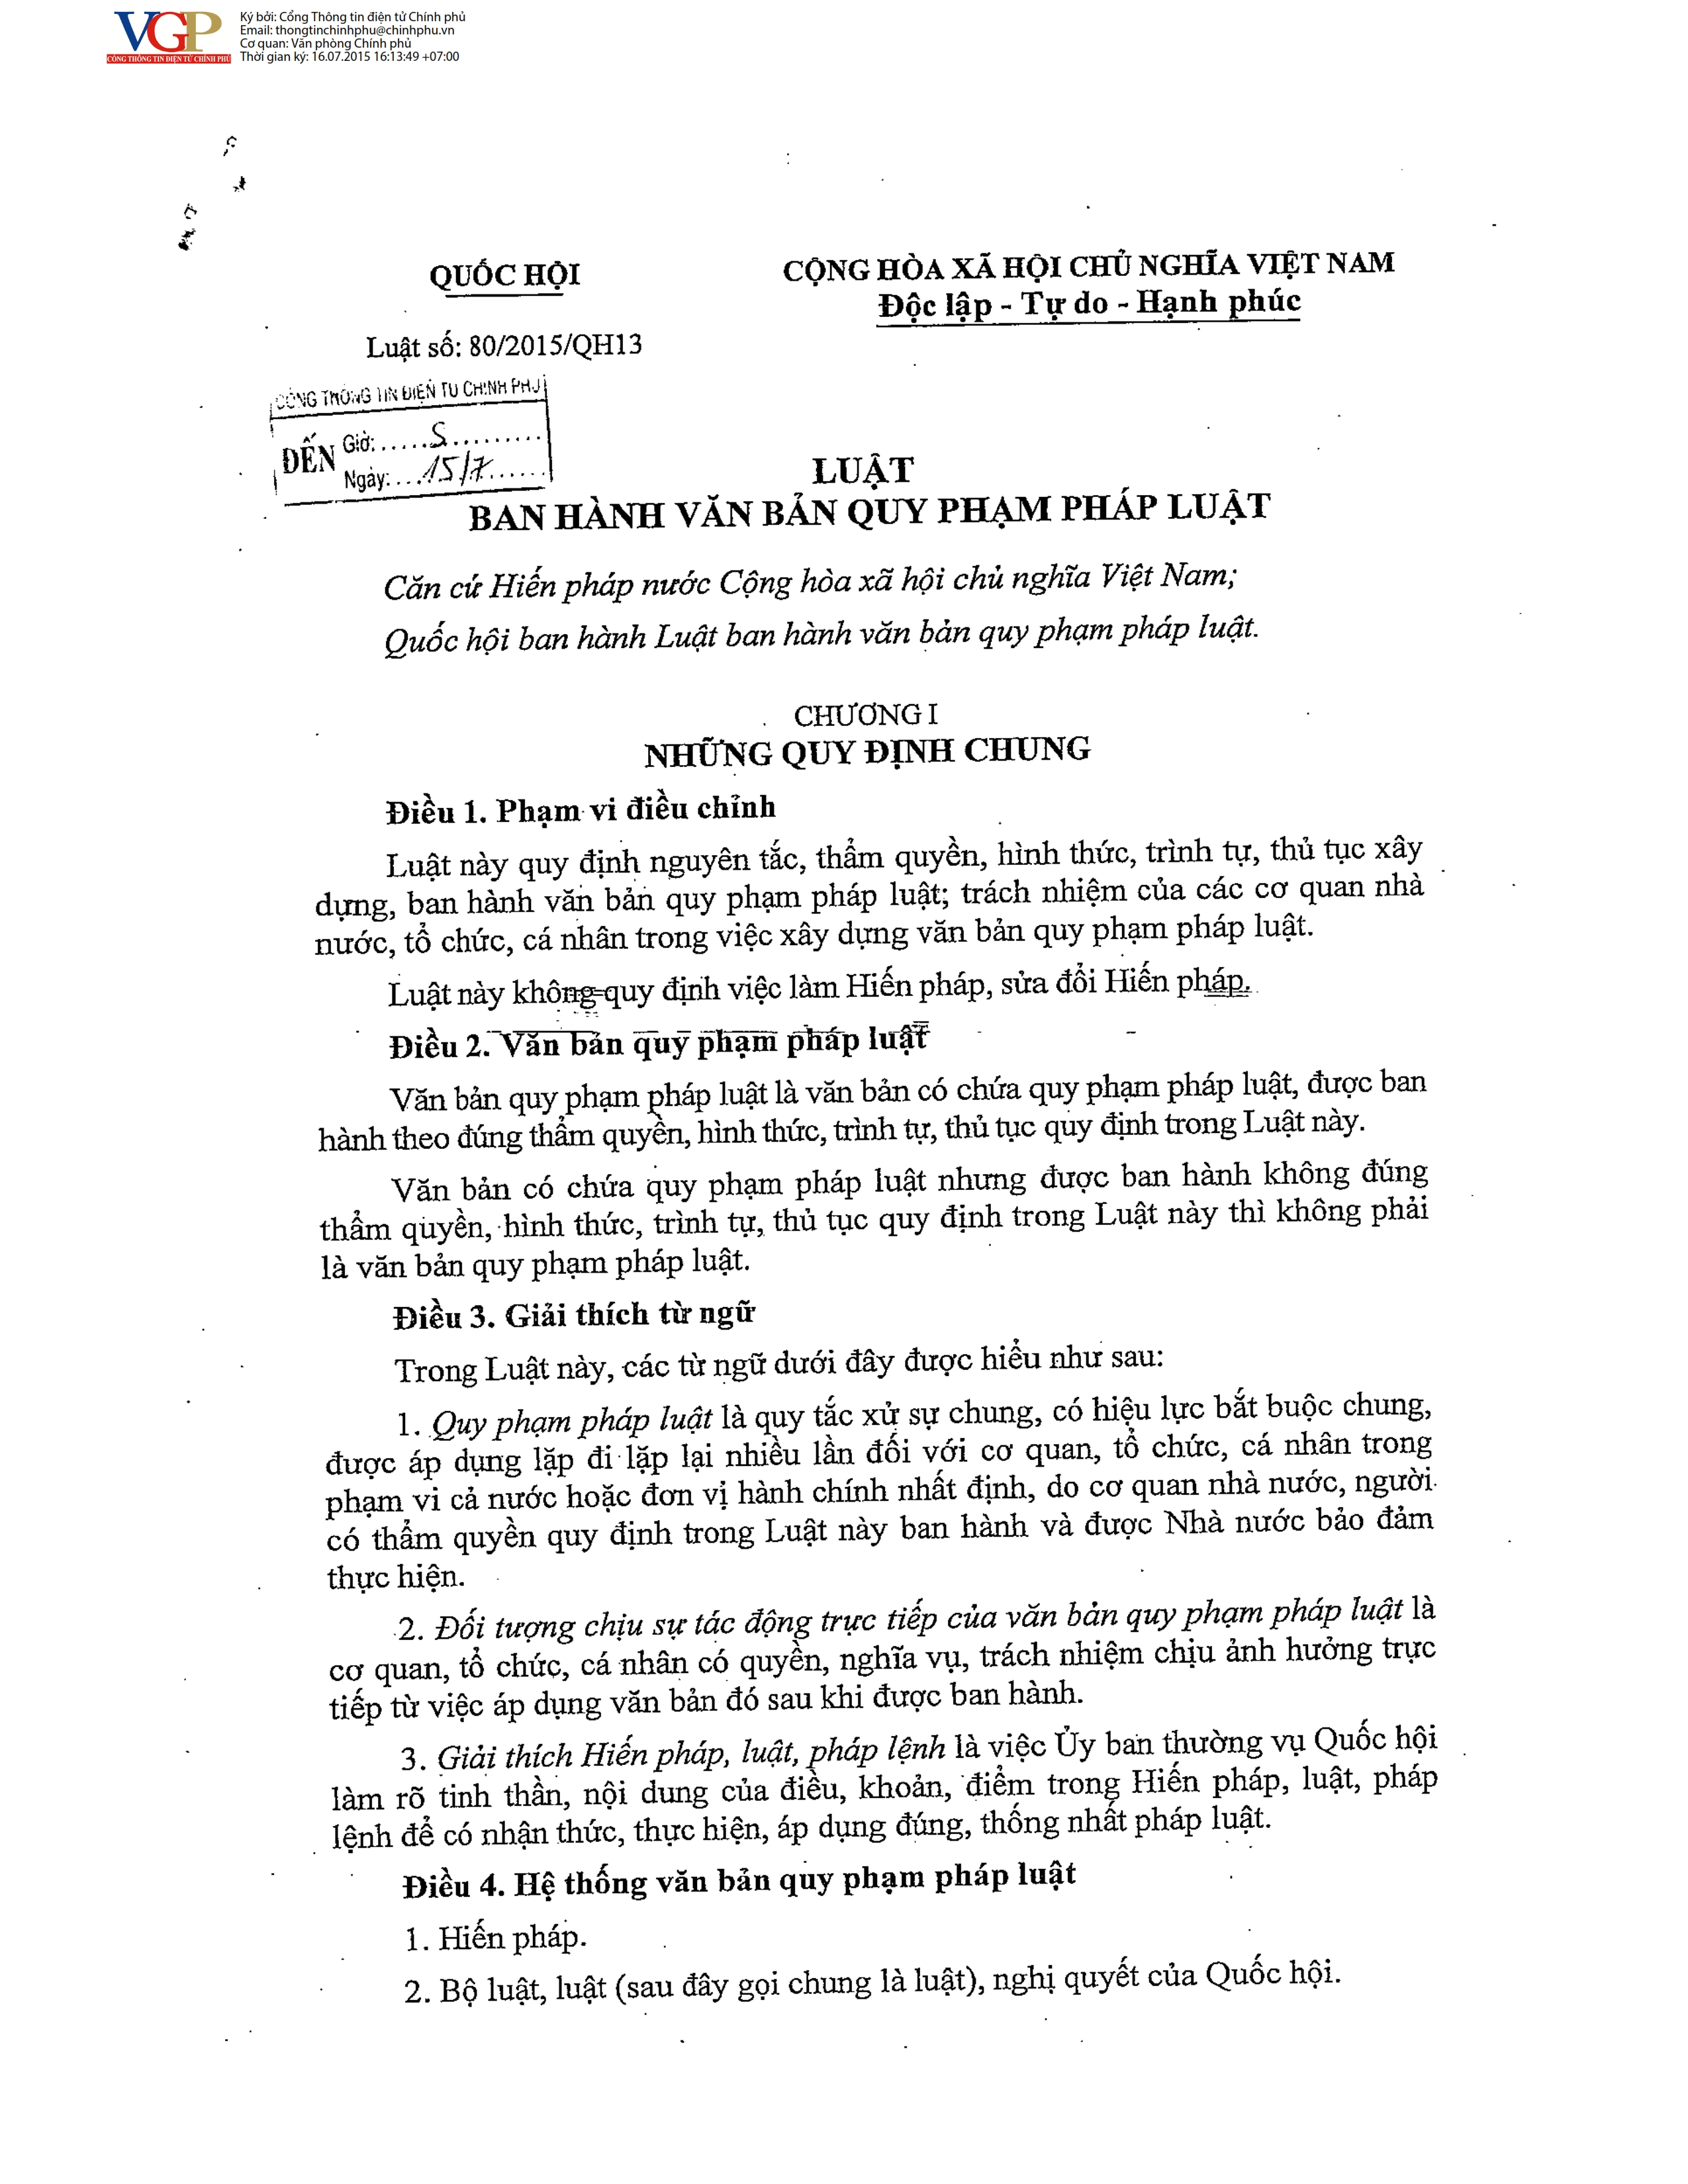 VGP
CỔNG THÔNG TIN ĐIỆN TỬ CHÍNH PHỦ
Ký bởi: Cổng Thông tin điện tử Chính phủ
Email: thongtinchinhphu@chinhphu.vn
Cơ quan: Văn phòng Chính phủ
Thời gian ký: 16.07.2015 16:13:49 +07:00
QUỐC HỘI
CỘNG HÒA XÃ HỘI CHỦ NGHĨA VIỆT NAM
Độc lập - Tự do - Hạnh phúc
Luật số: 80/2015/QH13
CỔNG THÔNG TIN ĐIỆN TỬ CHÍNH PHỦ
ĐẾN
Giờ: .....S..........
Ngày: ...15/7......
LUẬT
BAN HÀNH VĂN BẢN QUY PHẠM PHÁP LUẬT
Căn cứ Hiến pháp nước Cộng hòa xã hội chủ nghĩa Việt Nam;
Quốc hội ban hành Luật ban hành văn bản quy phạm pháp luật.
CHƯƠNG I
NHỮNG QUY ĐỊNH CHUNG
Điều 1. Phạm vi điều chỉnh
Luật này quy định nguyên tắc, thẩm quyền, hình thức, trình tự, thủ tục xây
dựng, ban hành văn bản quy phạm pháp luật; trách nhiệm của các cơ quan nhà
nước, tổ chức, cá nhân trong việc xây dựng văn bản quy phạm pháp luật.
Luật này không quy định việc làm Hiến pháp, sửa đổi Hiến pháp.
Điều 2. Văn bản quy phạm pháp luật
Văn bản quy phạm pháp luật là văn bản có chứa quy phạm pháp luật, được ban
hành theo đúng thẩm quyền, hình thức, trình tự, thủ tục quy định trong Luật này.
Văn bản có chứa quy phạm pháp luật nhưng được ban hành không đúng
thẩm quyền, hình thức, trình tự, thủ tục quy định trong Luật này thì không phải
là văn bản quy phạm pháp luật.
Điều 3. Giải thích từ ngữ
Trong Luật này, các từ ngữ dưới đây được hiểu như sau:
1. Quy phạm pháp luật là quy tắc xử sự chung, có hiệu lực bắt buộc chung,
được áp dụng lặp đi lặp lại nhiều lần đối với cơ quan, tổ chức, cá nhân trong
phạm vi cả nước hoặc đơn vị hành chính nhất định, do cơ quan nhà nước, người
có thẩm quyền quy định trong Luật này ban hành và được Nhà nước bảo đảm
thực hiện.
2. Đối tượng chịu sự tác động trực tiếp của văn bản quy phạm pháp luật là
cơ quan, tổ chức, cá nhân có quyền, nghĩa vụ, trách nhiệm chịu ảnh hưởng trực
tiếp từ việc áp dụng văn bản đó sau khi được ban hành.
3. Giải thích Hiến pháp, luật, pháp lệnh là việc Ủy ban thường vụ Quốc hội
làm rõ tinh thần, nội dung của điều, khoản, điểm trong Hiến pháp, luật, pháp
lệnh để có nhận thức, thực hiện, áp dụng đúng, thống nhất pháp luật.
Điều 4. Hệ thống văn bản quy phạm pháp luật
1. Hiến pháp.
2. Bộ luật, luật (sau đây gọi chung là luật), nghị quyết của Quốc hội.